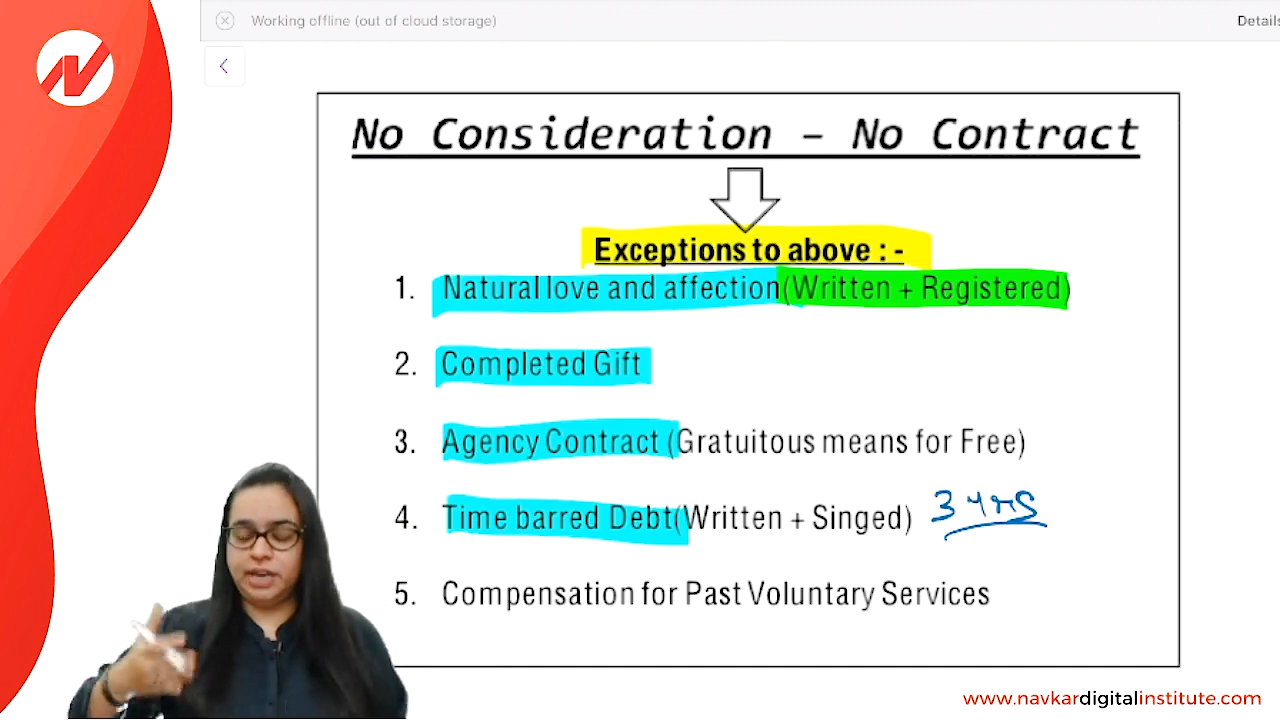 Working offline (out of cloud storage)
Details
No Consideration – No Contract
Exceptions to above : -
1. Natural love and affection(Written + Registered)
2. Completed Gift
3. Agency Contract (Gratuitous means for Free)
4. Time barred Debt(Written + Singed) 3 yrs
5. Compensation for Past Voluntary Services
www.navkardigitalinstitute.com